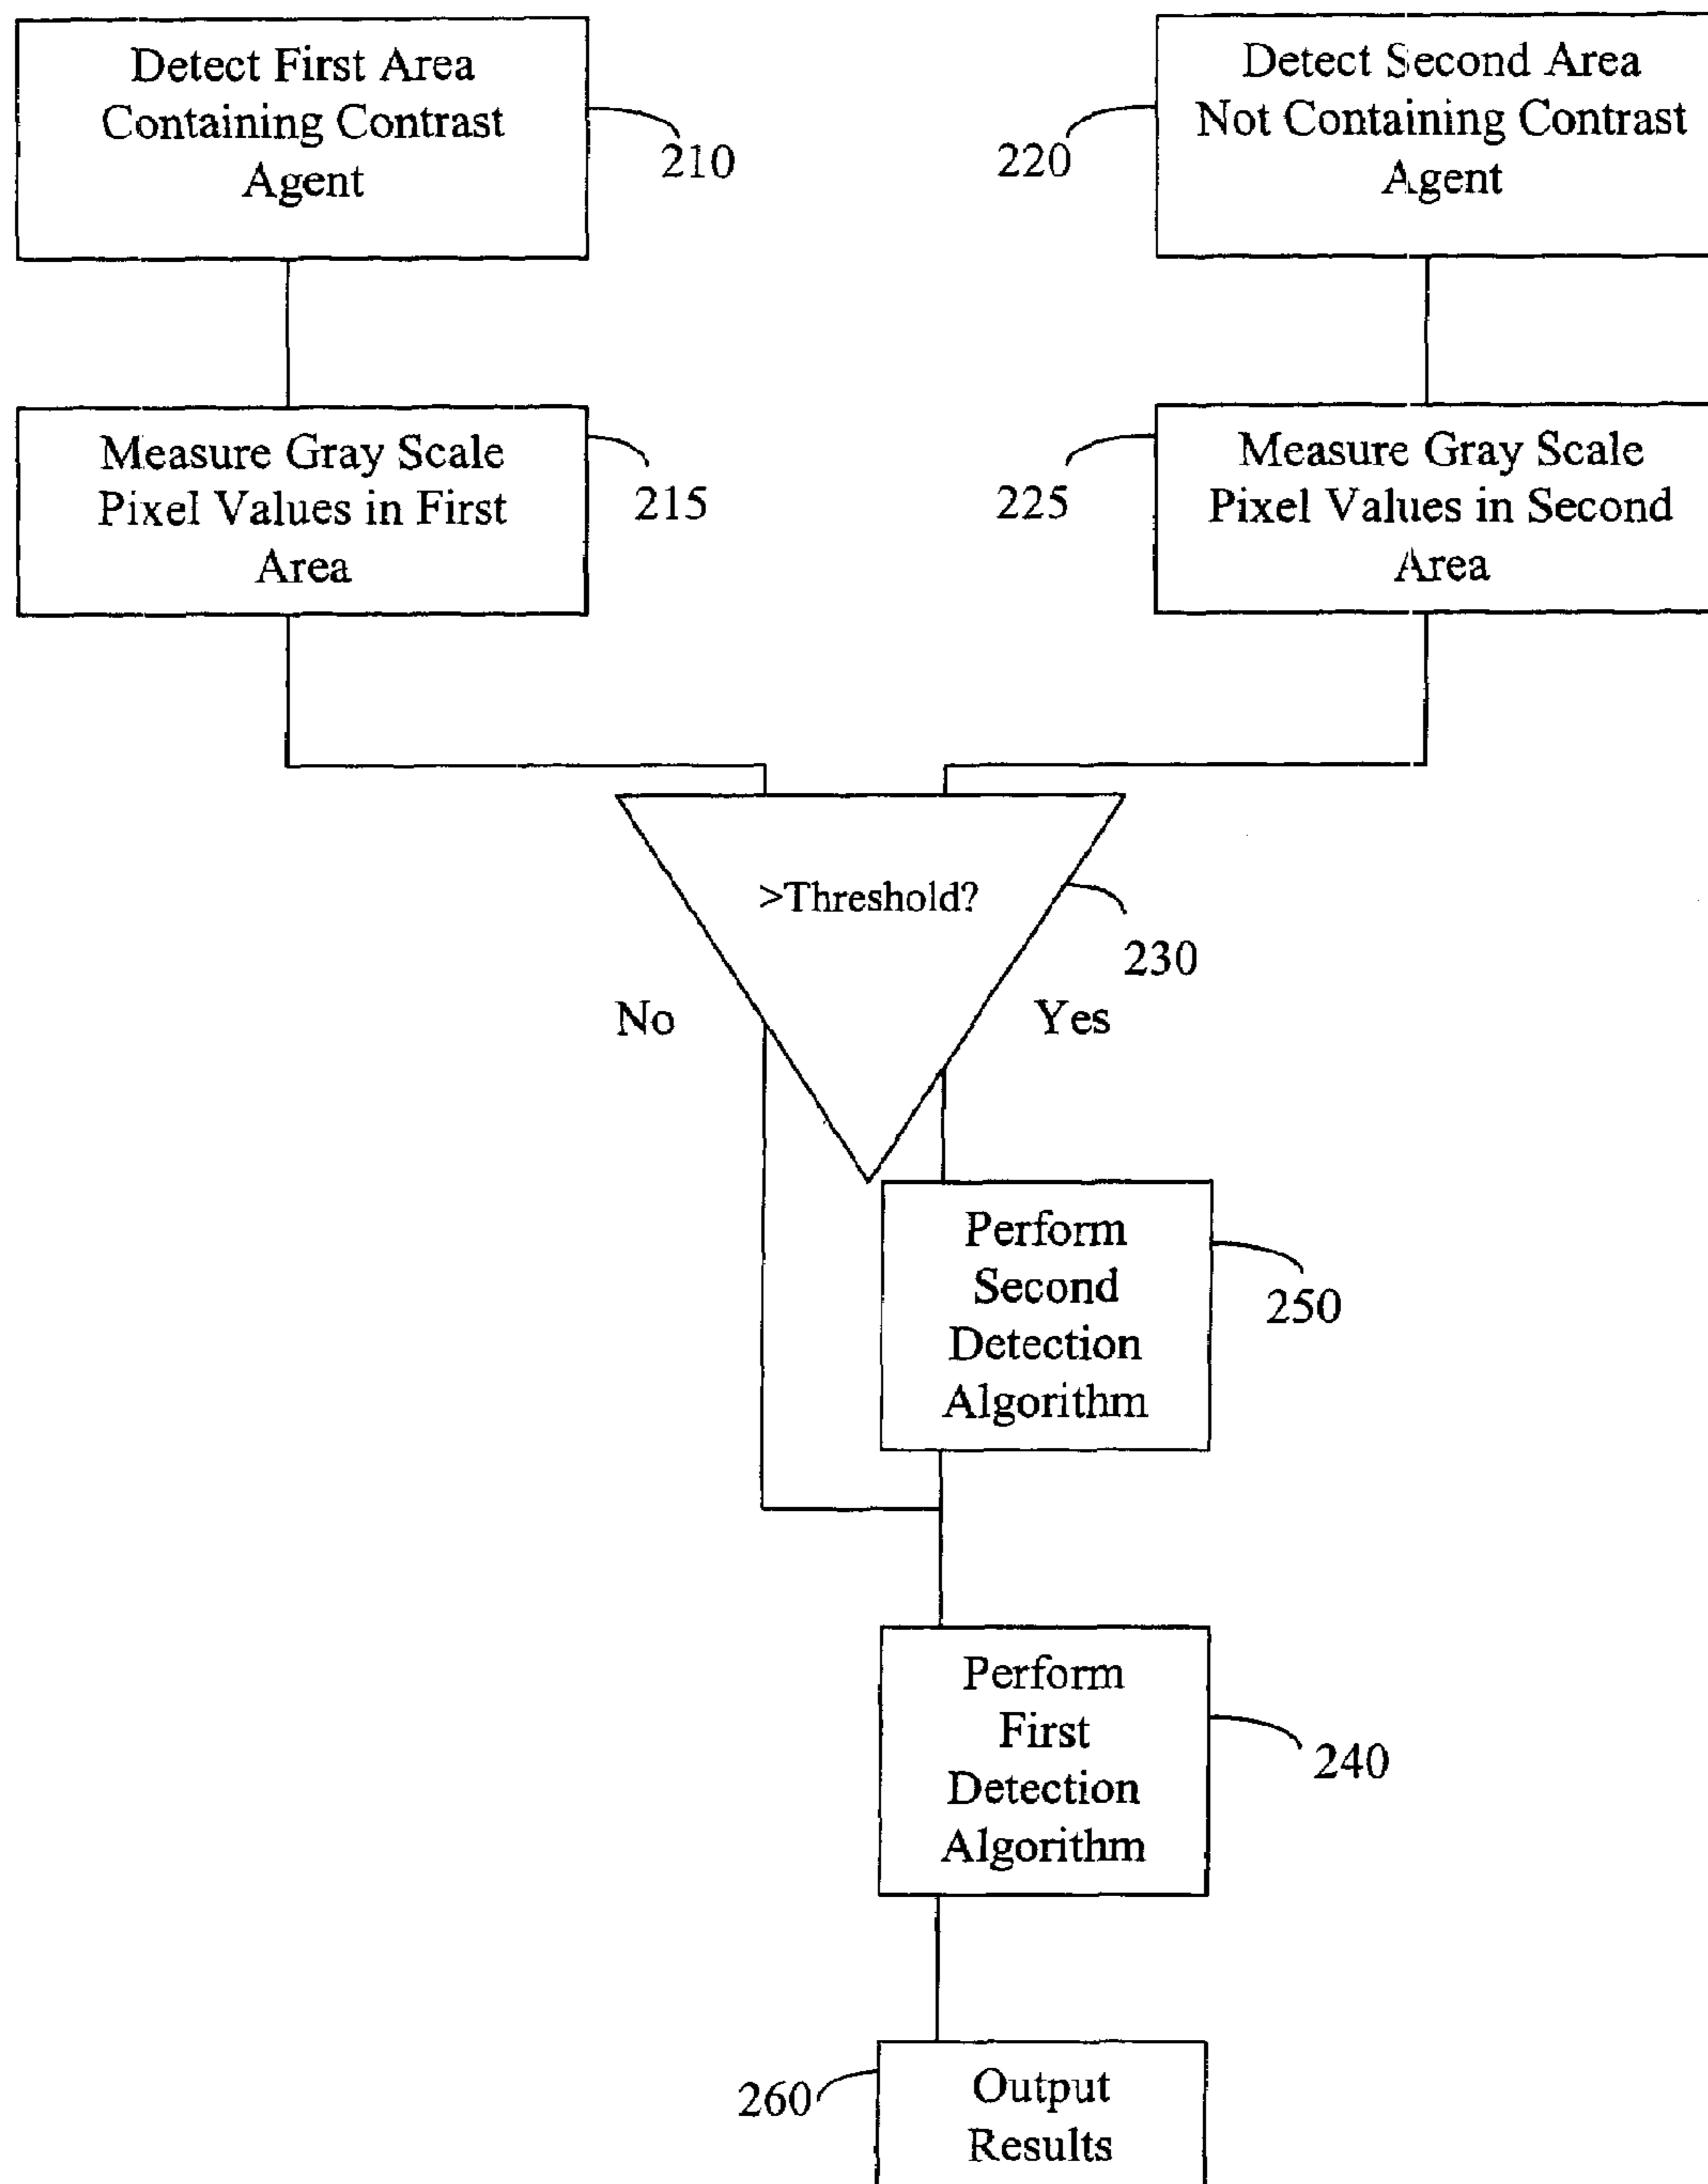 Detect First Area
Containing Contrast
Agent
210
Detect Second Area
Not Containing Contrast
Agent
220
Measure Gray Scale
Pixel Values in First
Area
215
Measure Gray Scale
Pixel Values in Second
Area
225
>Threshold?
230
No
Yes
Perform
Second
Detection
Algorithm
250
Perform
First
Detection
Algorithm
240
Output
Results
260